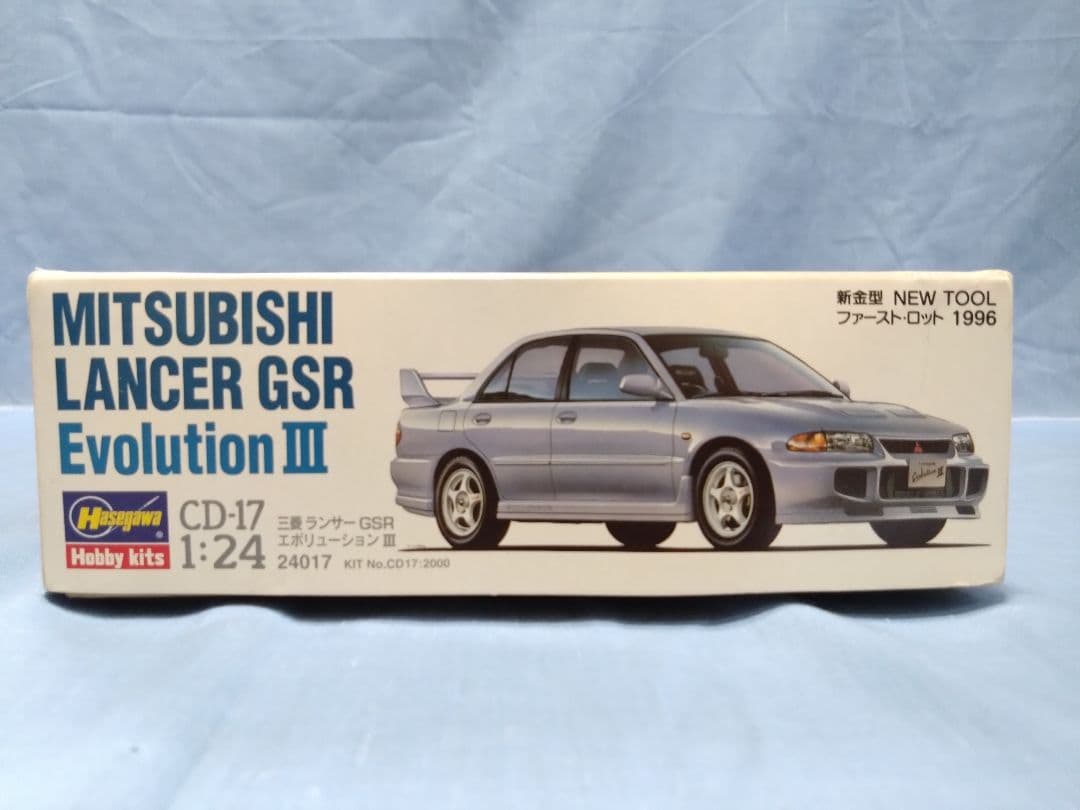 MITSUBISHI
LANCER GSR
Evolution III
Hasegawa
Hobby kits
CD-17
1:24
三菱 ランサー GSR
エボリューション III
24017 KIT No.CD17:2000
新金型 NEW TOOL
ファースト・ロット 1996
Evolution III